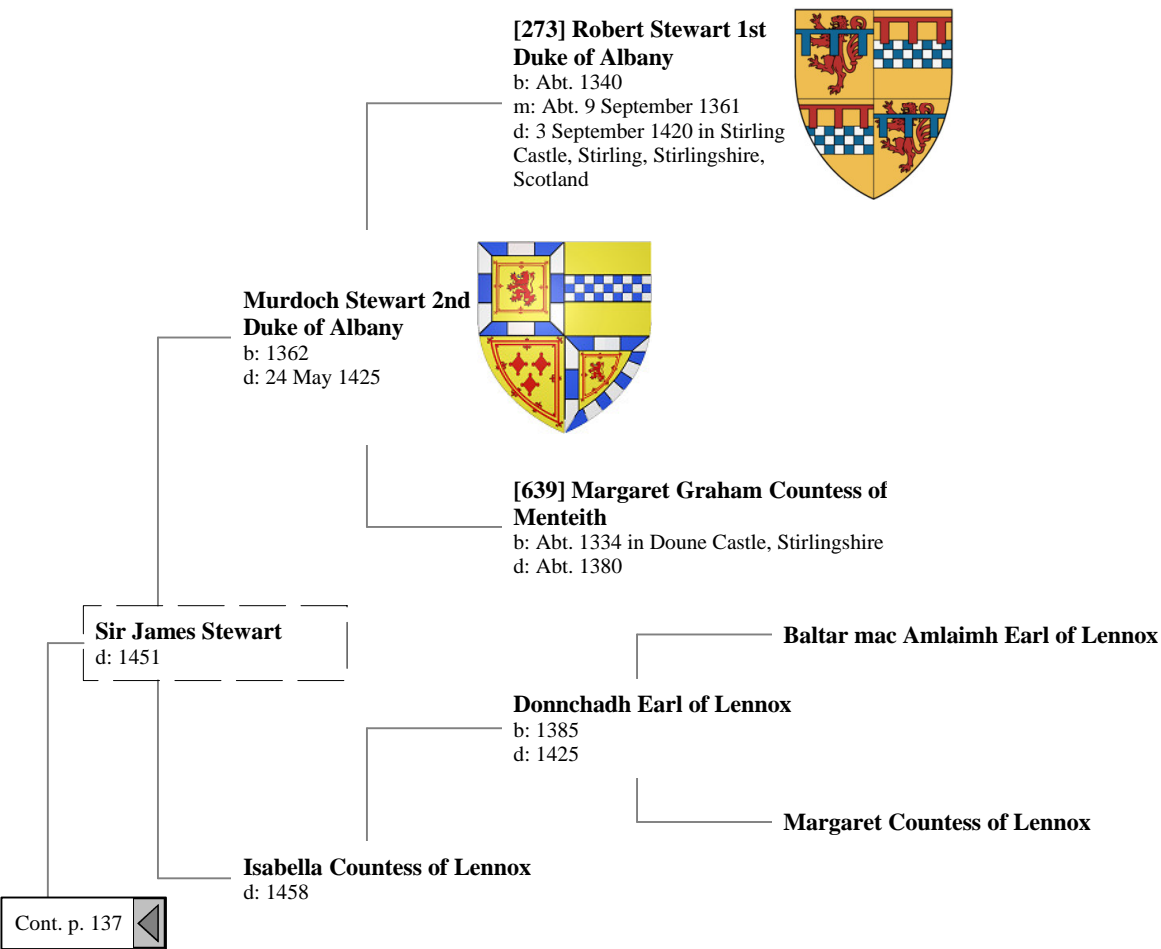 [273] Robert Stewart 1st
Duke of Albany
b: Abt. 1340
m: Abt. 9 September 1361
d: 3 September 1420 in Stirling
Castle, Stirling, Stirlingshire,
Scotland
Murdoch Stewart 2nd
Duke of Albany
b: 1362
d: 24 May 1425
[639] Margaret Graham Countess of
Menteith
b: Abt. 1334 in Doune Castle, Stirlingshire
d: Abt. 1380
Sir James Stewart
d: 1451
Baltar mac Amlaimh Earl of Lennox
Donnchadh Earl of Lennox
b: 1385
d: 1425
Margaret Countess of Lennox
Isabella Countess of Lennox
d: 1458
Cont. p. 137